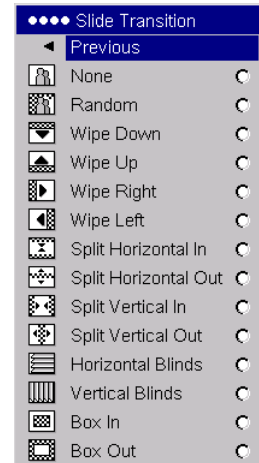 Slide Transition
Previous
None
Random
Wipe Down
Wipe Up
Wipe Right
Wipe Left
Split Horizontal In
Split Horizontal Out
Split Vertical In
Split Vertical Out
Horizontal Blinds
Vertical Blinds
Box In
Box Out